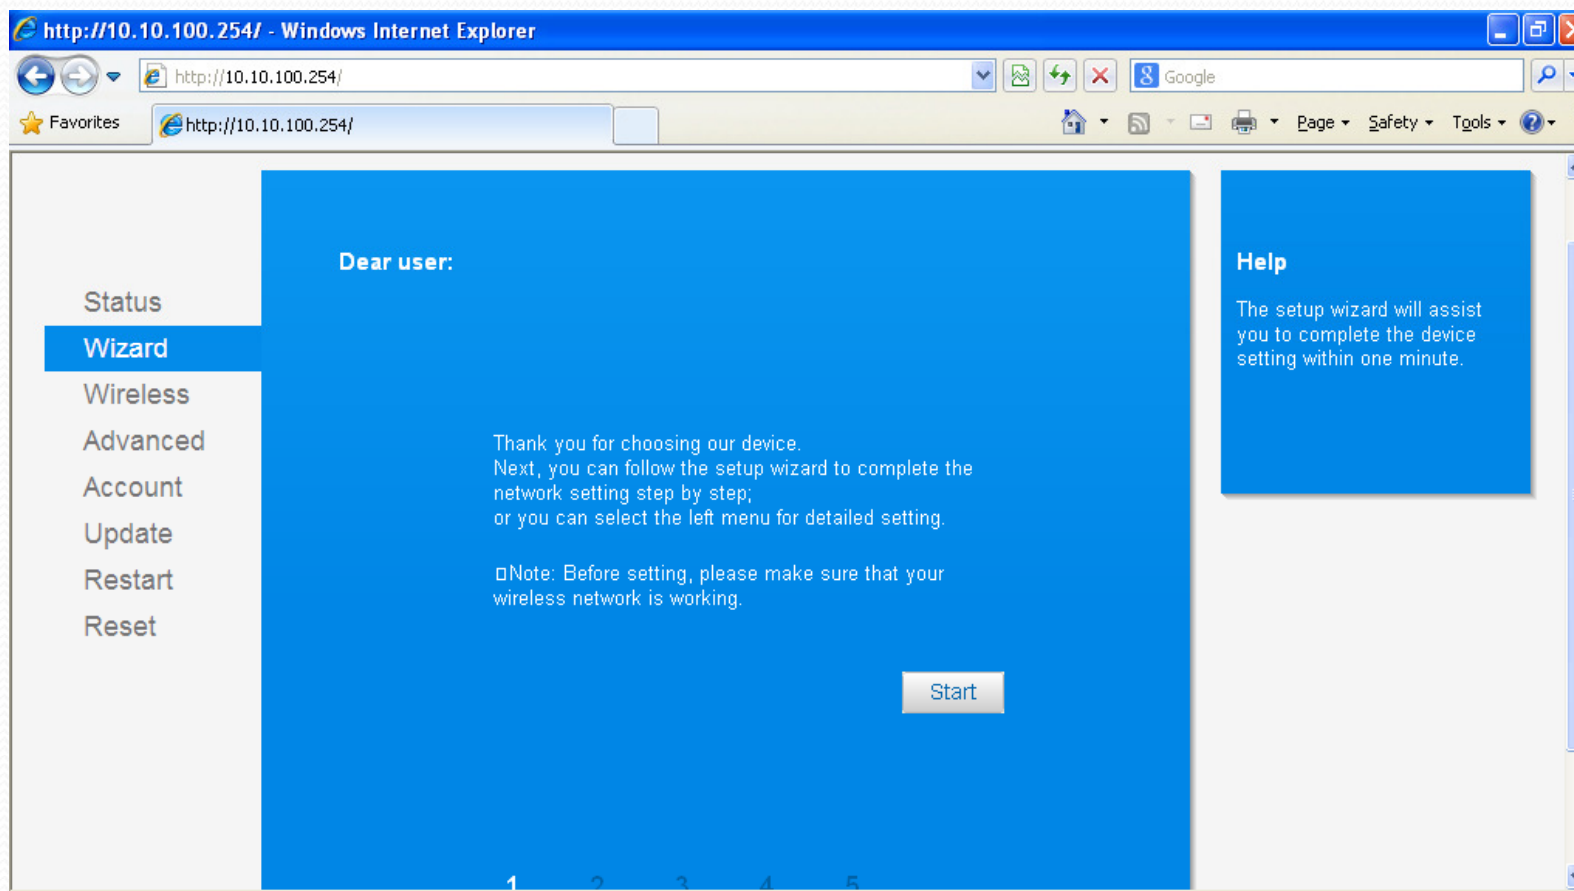 http://10.10.100.254/ - Windows Internet Explorer
http://10.10.100.254/
Google
Favorites
http://10.10.100.254/
Page
Safety
Tools
Status
Wizard
Wireless
Advanced
Account
Update
Restart
Reset
Dear user:
Thank you for choosing our device.
Next, you can follow the setup wizard to complete the
network setting step by step;
or you can select the left menu for detailed setting.
□Note: Before setting, please make sure that your
wireless network is working.
Start
1 2 3 4 5
Help
The setup wizard will assist
you to complete the device
setting within one minute.